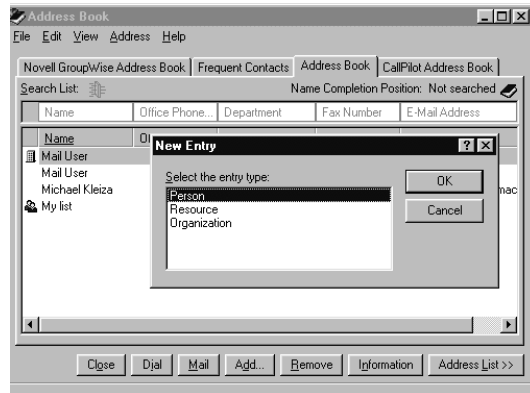 Address Book
File Edit View Address Help
Novell GroupWise Address Book Frequent Contacts Address Book CallPilot Address Book
Search List: Name Completion Position: Not searched
Name Office Phone... Department Fax Number E-Mail Address
Name
Mail User
Mail User
Michael Kleiza
My list
New Entry
Select the entry type:
Person
Resource
Organization
OK
Cancel
Close Dial Mail Add... Remove Information Address List >>